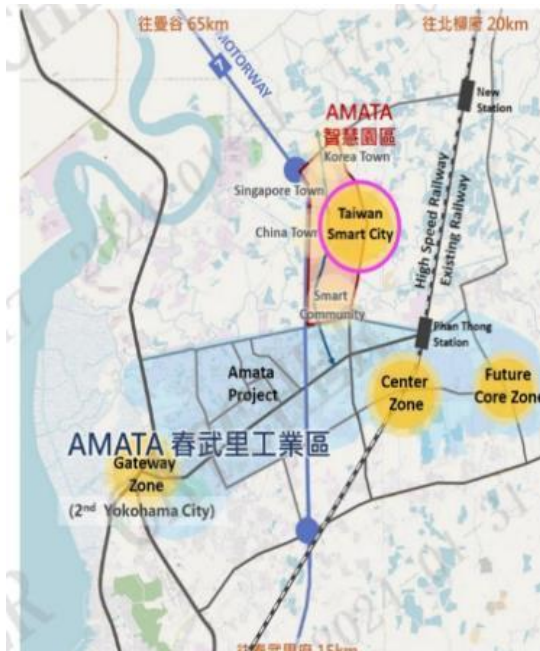 往曼谷 65km
往北柳府 20km
MOTORWAY
7
New
Station
AMATA
智慧園區
Korea Town
Singapore Town
Taiwan
Smart City
China Town
High Speed Railway
Existing Railway
Smart
Community
Phan Thong
Station
Amata
Project
Center
Zone
Future
Core Zone
AMATA 春武里工業區
Gateway
Zone
(2nd Yokohama City)
15km